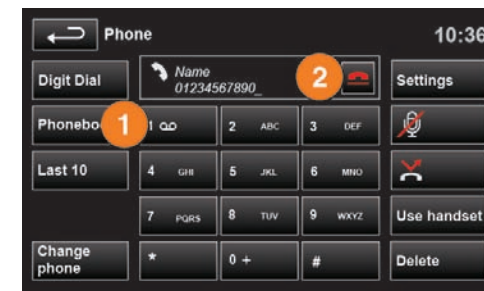 Phone 10:36
Digit Dial
Name
01234567890_
2
Settings
Phonebo
1
1
2 ABC
3 DEF
Last 10
4 GHI
5 JKL
6 MNO
7 PQRS
8 TUV
9 WXYZ
Use handset
Change
phone
*
0 +
#
Delete